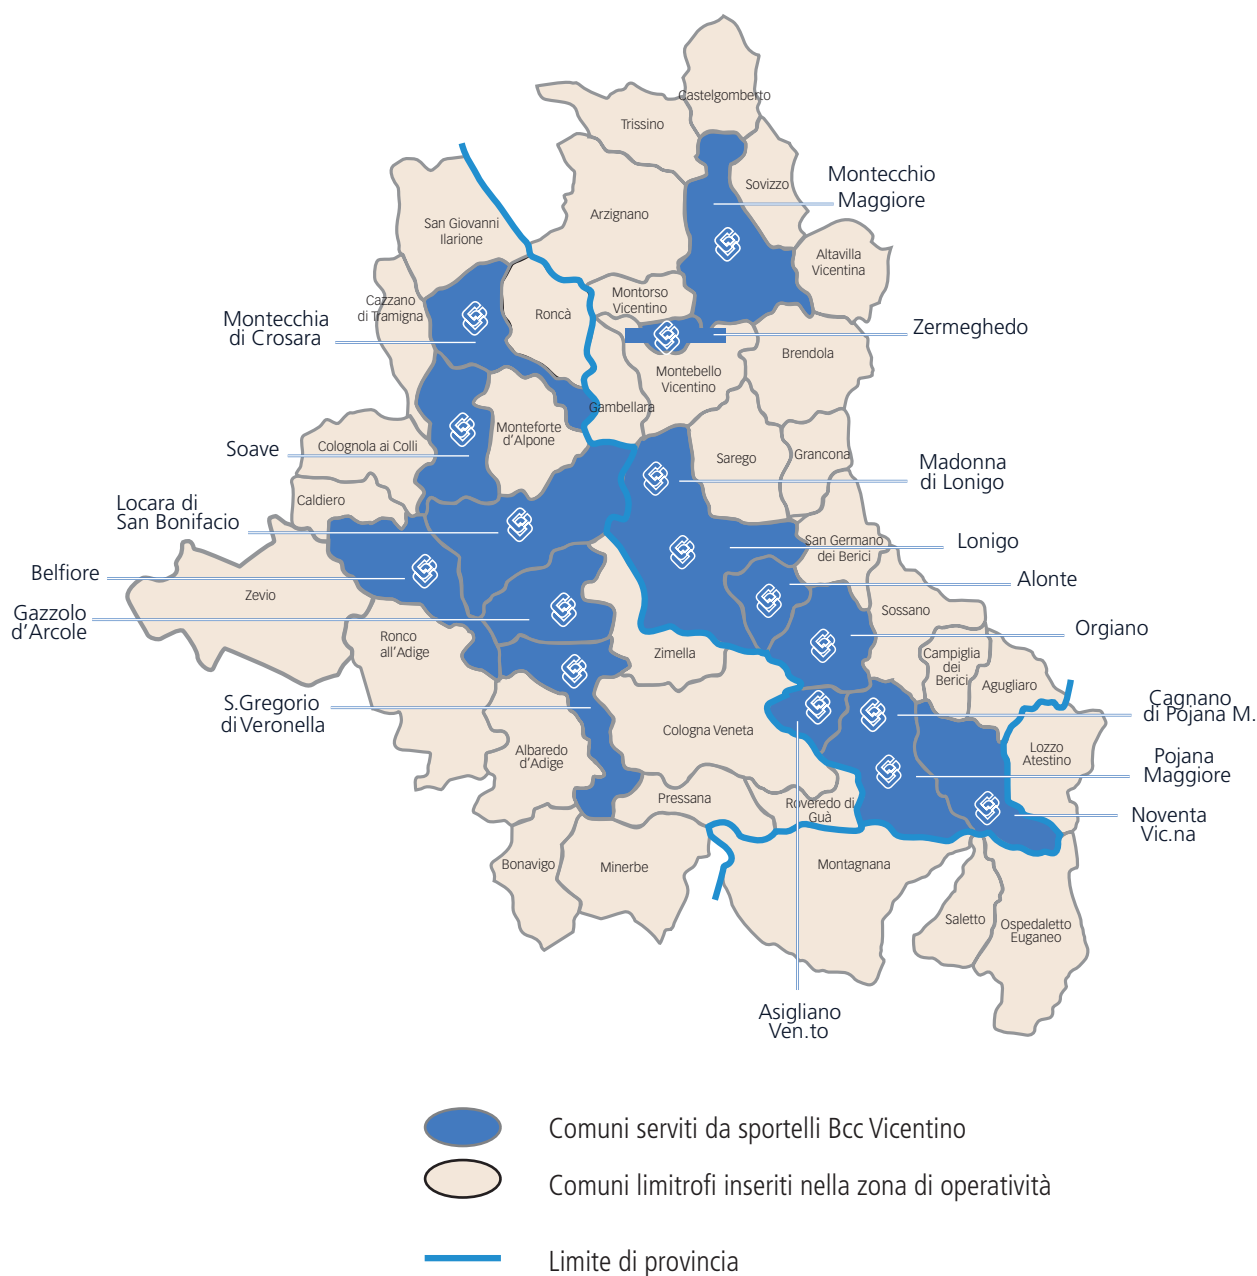 Castelgomberto
Trissino
Montecchio
Maggiore
Sovizzo
Arzignano
San Giovanni
Ilarione
Altavilla
Vicentina
Cazzano
di Tramigna
Montorso
Vicentino
Roncà
Montecchia
di Crosara
Zermeghedo
Brendola
Montebello
Vicentino
Gambellara
Monteforte
d'Alpone
Soave
Colognola ai Colli
Sarego
Grancona
Madonna
di Lonigo
Caldiero
Locara di
San Bonifacio
San Germano
dei Berici
Lonigo
Belfiore
Alonte
Zevio
Gazzolo
d'Arcole
Sossano
Orgiano
Ronco
all'Adige
Zimella
Campiglia
dei
Berici
Agugliaro
S.Gregorio
di Veronella
Cagnano
di Pojana M.
Cologna Veneta
Albaredo
d'Adige
Lozzo
Atestino
Pojana
Maggiore
Pressana
Roveredo di
Guà
Noventa
Vic.na
Bonavigo
Minerbe
Montagnana
Saletto
Ospedaletto
Euganeo
Asigliano
Ven.to
Comuni serviti da sportelli Bcc Vicentino
Comuni limitrofi inseriti nella zona di operatività
Limite di provincia